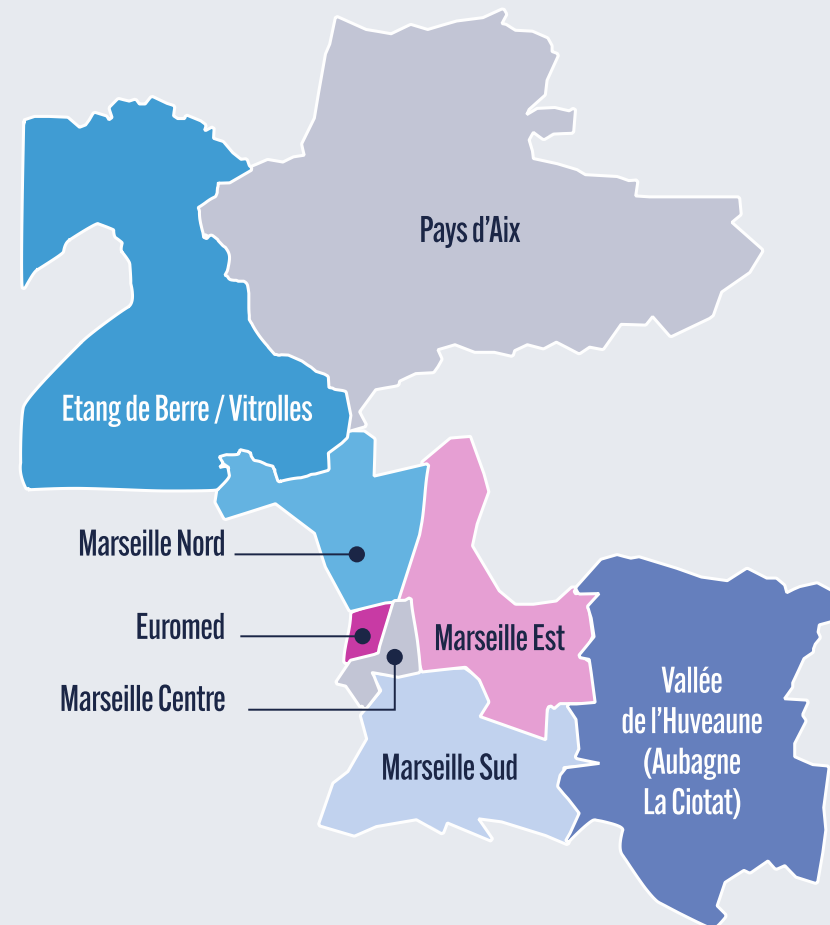 Pays d’Aix
Etang de Berre / Vitrolles
Marseille Nord
Euromed
Marseille Est
Marseille Centre
Vallée
de l’Huveaune
(Aubagne
La Ciotat)
Marseille Sud